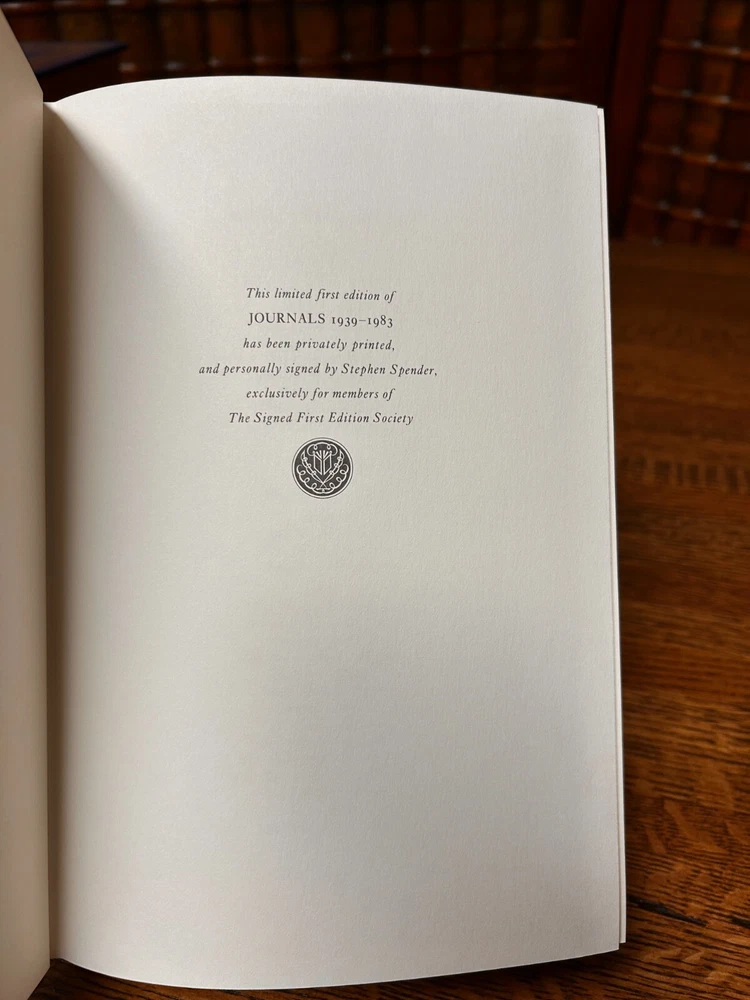 This limited first edition of
JOURNALS 1939–1983
has been privately printed,
and personally signed by Stephen Spender,
exclusively for members of
The Signed First Edition Society